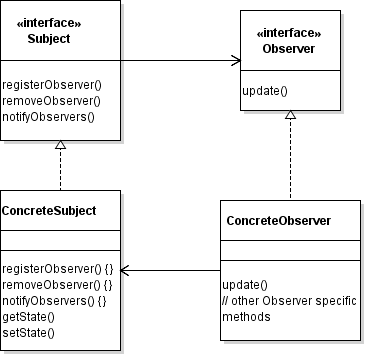 «interface»
Subject
registerObserver()
removeObserver()
notifyObservers()
«interface»
Observer
update()
ConcreteSubject
registerObserver() {}
removeObserver() {}
notifyObservers() {}
getState()
setState()
ConcreteObserver
update()
// other Observer specific
methods